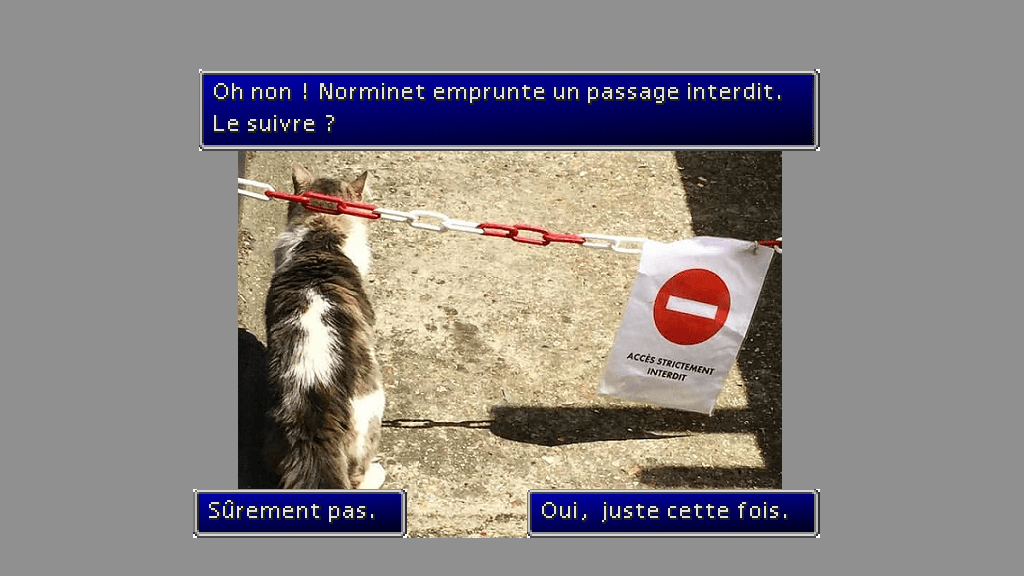 Oh non ! Norminet emprunte un passage interdit.
Le suivre ?
ACCÈS STRICTEMENT
INTERDIT
Sûrement pas.
Oui, juste cette fois.